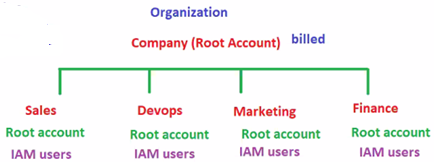 Organization
Company (Root Account) billed
Sales Devops Marketing Finance
Root account Root account Root account Root account
IAM users IAM users IAM users IAM users